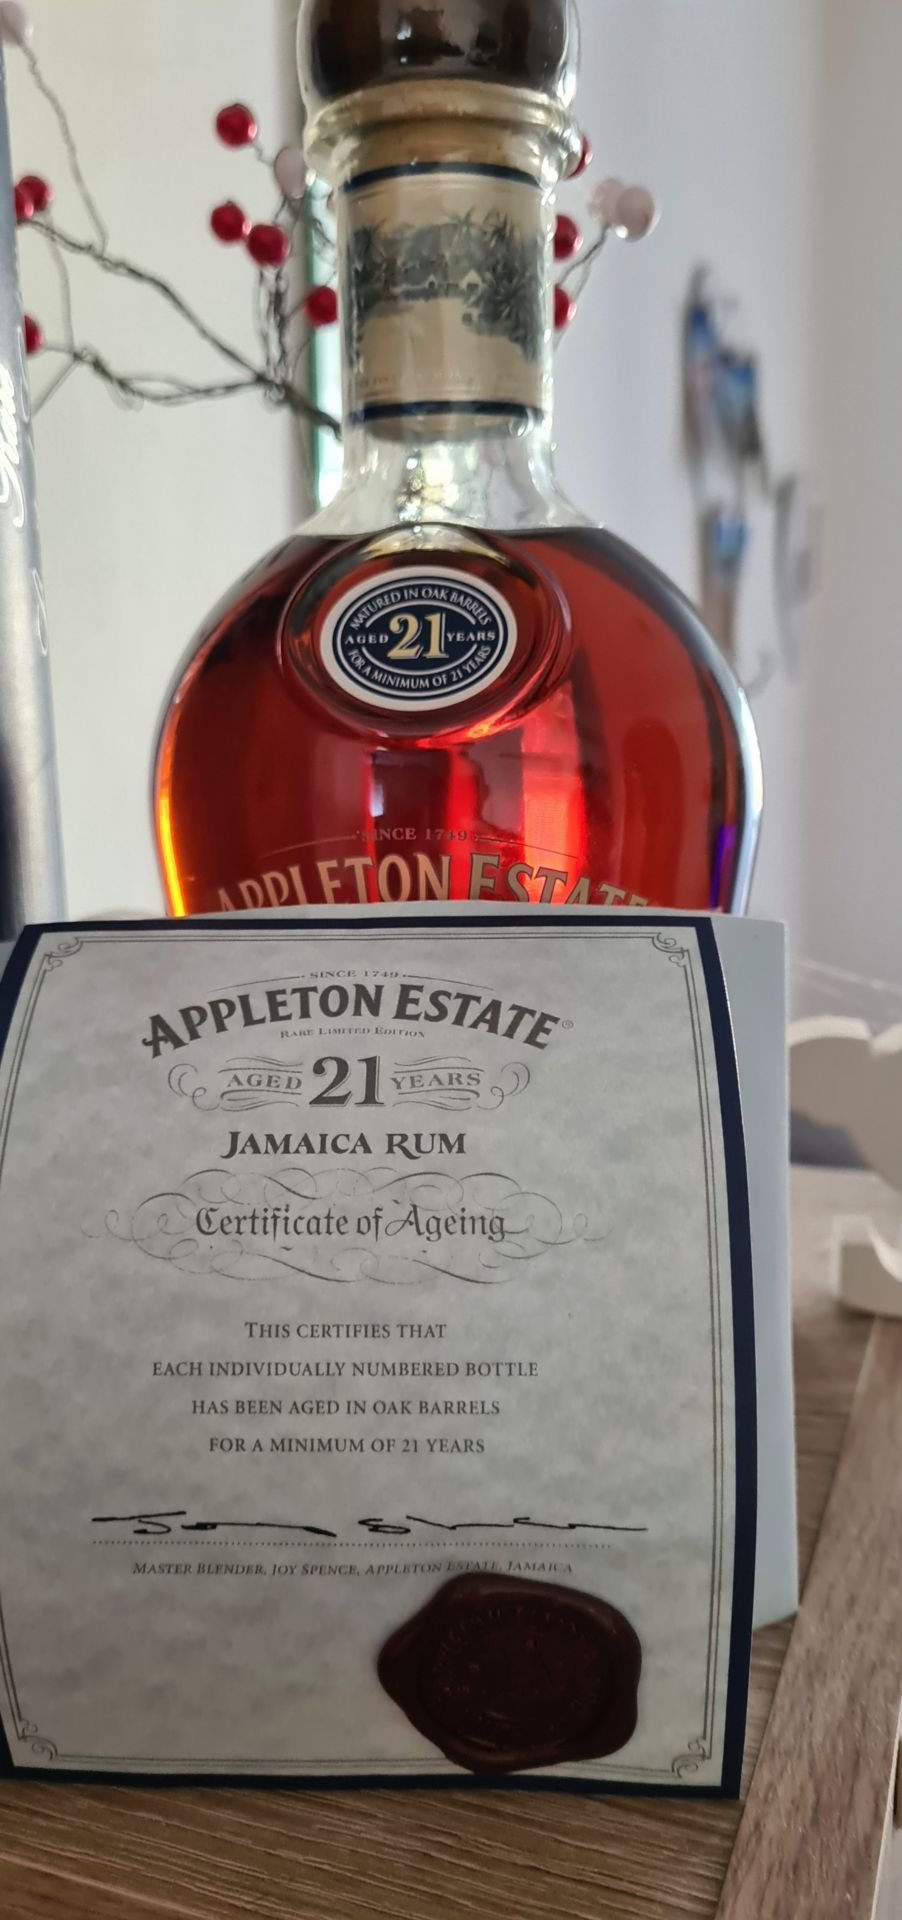 MATURED IN OAK BARRELS
AGED 21 YEARS
FOR A MINIMUM OF 21 YEARS
SINCE 1749
APPLETON ESTATE
SINCE 1749
APPLETON ESTATE®
RARE LIMITED EDITION
AGED 21 YEARS
JAMAICA RUM
Certificate of Ageing
THIS CERTIFIES THAT
EACH INDIVIDUALLY NUMBERED BOTTLE
HAS BEEN AGED IN OAK BARRELS
FOR A MINIMUM OF 21 YEARS
MASTER BLENDER, JOY SPENCE, APPLETON ESTATE, JAMAICA